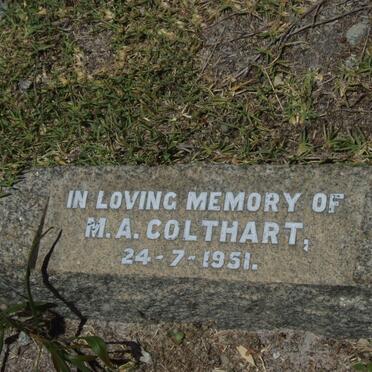 IN LOVING MEMORY OF
M. A. COLTHART,
24-7-1951.